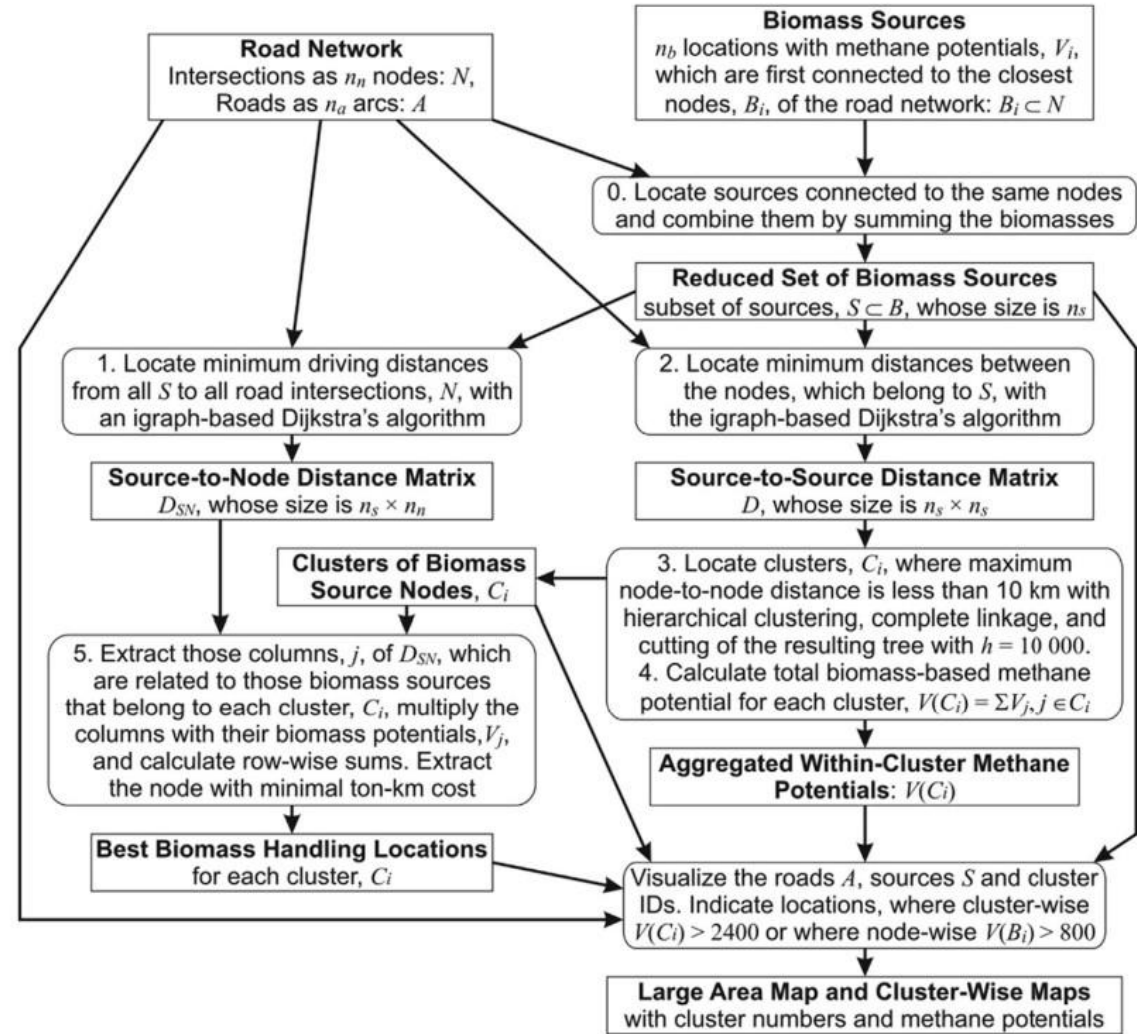 Road Network
Intersections as nn nodes: N,
Roads as na arcs: A
Biomass Sources
nb locations with methane potentials, Vi,
which are first connected to the closest
nodes, Bi, of the road network: Bi ⊂ N
0. Locate sources connected to the same nodes
and combine them by summing the biomasses
Reduced Set of Biomass Sources
subset of sources, S ⊂ B, whose size is ns
1. Locate minimum driving distances
from all S to all road intersections, N, with
an igraph-based Dijkstra's algorithm
2. Locate minimum distances between
the nodes, which belong to S, with
the igraph-based Dijkstra's algorithm
Source-to-Node Distance Matrix
DSN, whose size is ns × nn
Source-to-Source Distance Matrix
D, whose size is ns × ns
Clusters of Biomass
Source Nodes, Ci
3. Locate clusters, Ci, where maximum
node-to-node distance is less than 10 km with
hierarchical clustering, complete linkage, and
cutting of the resulting tree with h = 10 000.
4. Calculate total biomass-based methane
potential for each cluster, V(Ci) = ΣVj, j ∈ Ci
5. Extract those columns, j, of DSN, which
are related to those biomass sources
that belong to each cluster, Ci, multiply the
columns with their biomass potentials, Vj,
and calculate row-wise sums. Extract
the node with minimal ton-km cost
Aggregated Within-Cluster Methane
Potentials: V(Ci)
Best Biomass Handling Locations
for each cluster, Ci
Visualize the roads A, sources S and cluster
IDs. Indicate locations, where cluster-wise
V(Ci) > 2400 or where node-wise V(Bi) > 800
Large Area Map and Cluster-Wise Maps
with cluster numbers and methane potentials